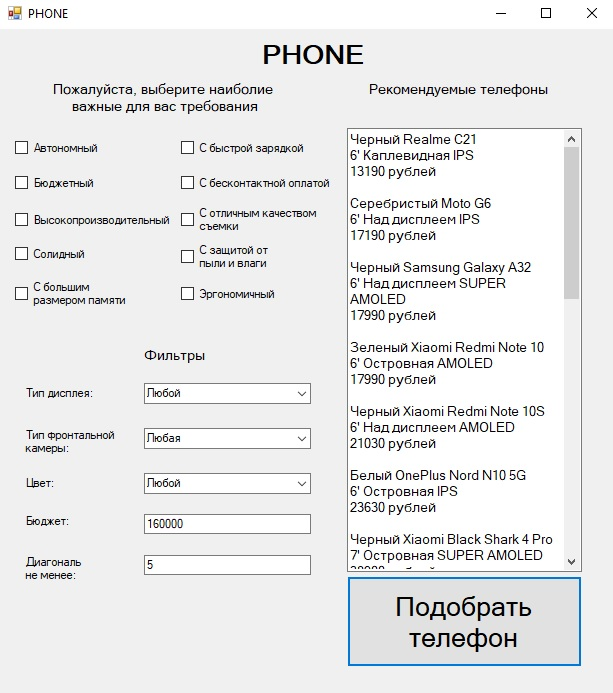 PHONE
PHONE
Пожалуйста, выберите наиболие
важные для вас требования
Автономный
С быстрой зарядкой
Бюджетный
С бесконтактной оплатой
Высокопроизводительный
С отличным качеством
съемки
Солидный
С защитой от
пыли и влаги
С большим
размером памяти
Эргономичный
Фильтры
Тип дисплея:
Любой
Тип фронтальной
камеры:
Любая
Цвет:
Любой
Бюджет:
160000
Диагональ
не менее:
5
Рекомендуемые телефоны
Черный Realme C21
6' Каплевидная IPS
13190 рублей
Серебристый Moto G6
6' Над дисплеем IPS
17190 рублей
Черный Samsung Galaxy A32
6' Над дисплеем SUPER
AMOLED
17990 рублей
Зеленый Xiaomi Redmi Note 10
6' Островная AMOLED
17990 рублей
Черный Xiaomi Redmi Note 10S
6' Над дисплеем AMOLED
21030 рублей
Белый OnePlus Nord N10 5G
6' Островная IPS
23630 рублей
Черный Xiaomi Black Shark 4 Pro
7' Островная SUPER AMOLED
Подобрать
телефон